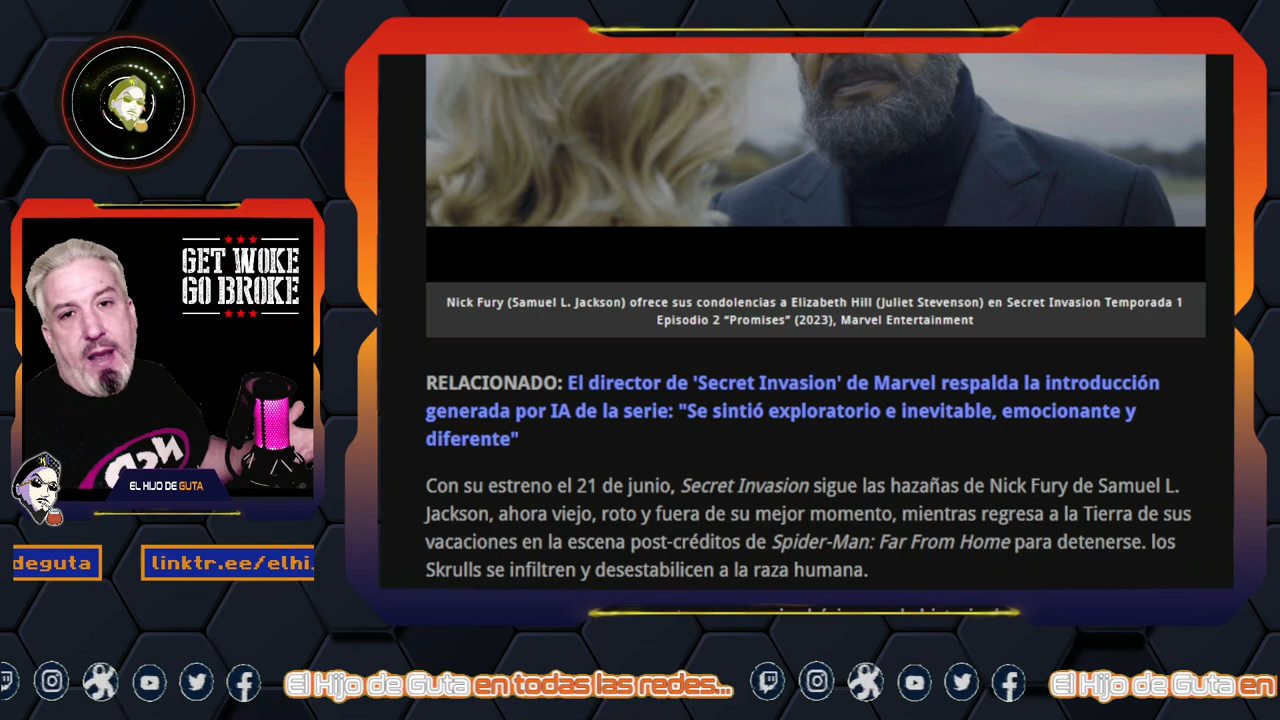 GET WOKE
GO BROKE
EL HIJO DE GUTA
deguta
linktr.ee/elhi
Nick Fury (Samuel L. Jackson) ofrece sus condolencias a Elizabeth Hill (Juliet Stevenson) en Secret Invasion Temporada 1
Episodio 2 “Promises” (2023), Marvel Entertainment
RELACIONADO: El director de 'Secret Invasion' de Marvel respalda la introducción
generada por IA de la serie: "Se sintió exploratorio e inevitable, emocionante y
diferente"
Con su estreno el 21 de junio, Secret Invasion sigue las hazañas de Nick Fury de Samuel L.
Jackson, ahora viejo, roto y fuera de su mejor momento, mientras regresa a la Tierra de sus
vacaciones en la escena post-créditos de Spider-Man: Far From Home para detenerse. los
Skrulls se infiltren y desestabilicen a la raza humana.
El Hijo de Guta en todas las redes...
El Hijo de Guta en